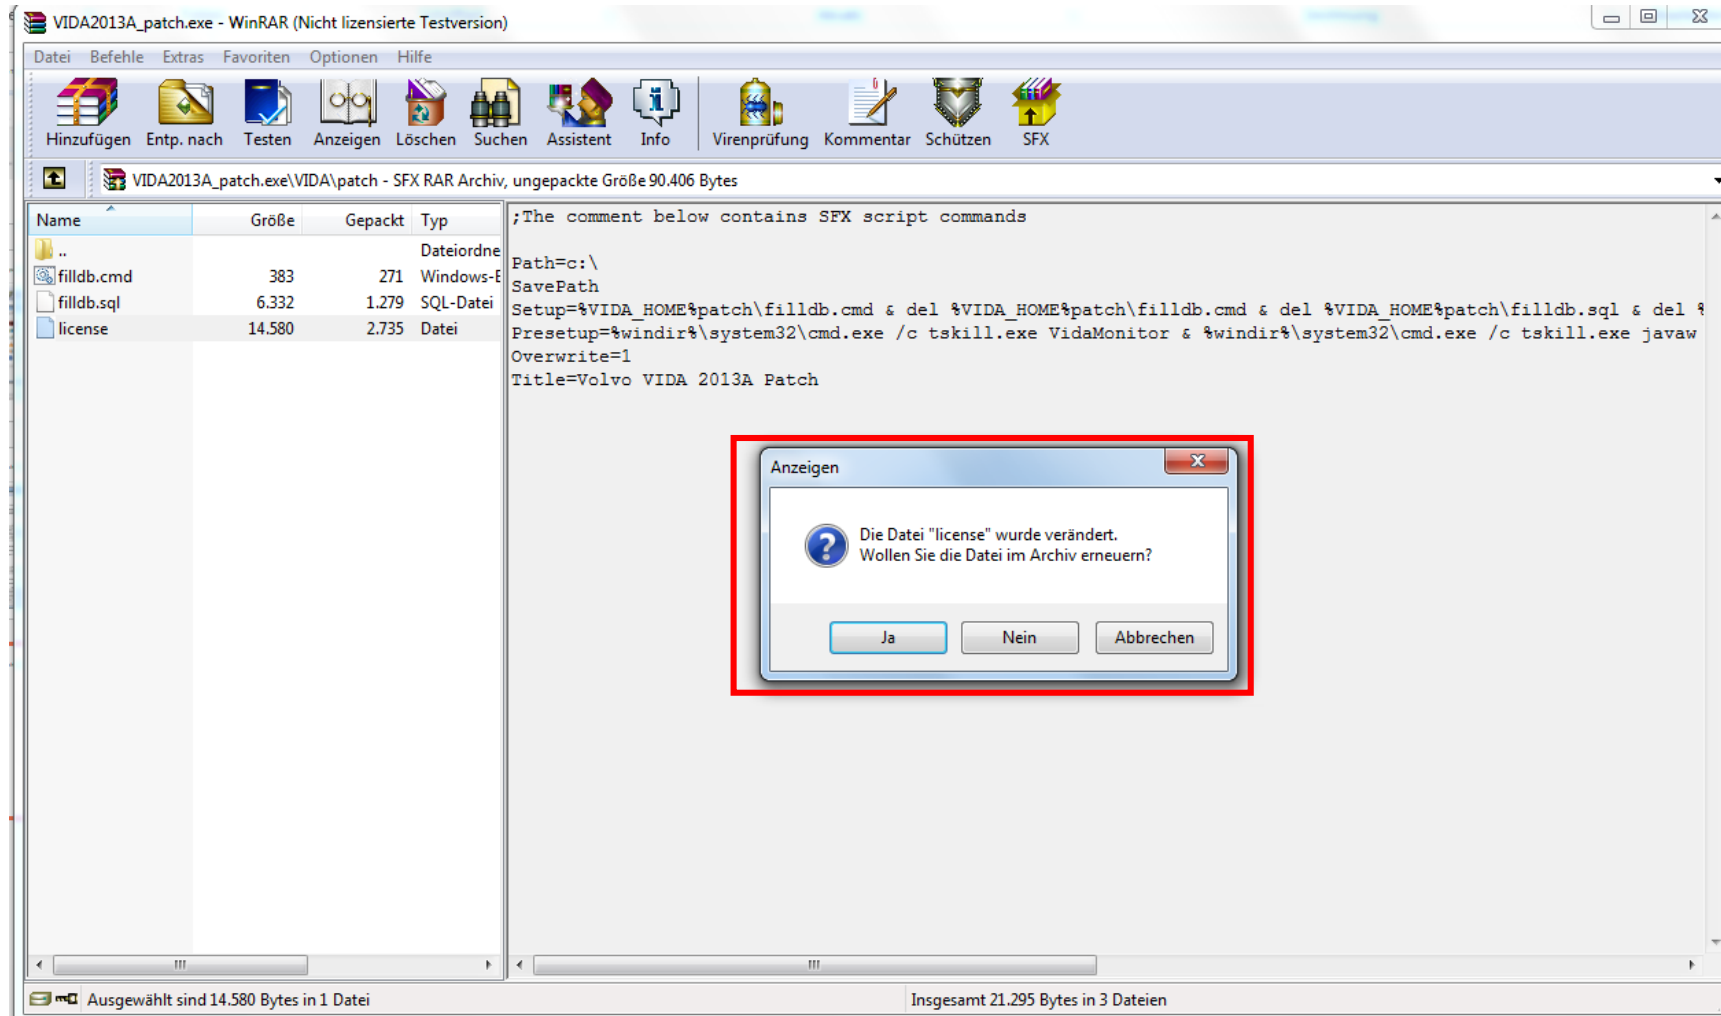 VIDA2013A_patch.exe - WinRAR (Nicht lizensierte Testversion)
Datei Befehle Extras Favoriten Optionen Hilfe
Hinzufügen Entp. nach Testen Anzeigen Löschen Suchen Assistent Info Virenprüfung Kommentar Schützen SFX
VIDA2013A_patch.exe\VIDA\patch - SFX RAR Archiv, ungepackte Größe 90.406 Bytes
Name Größe Gepackt Typ
.. Dateiordne
filldb.cmd 383 271 Windows-E
filldb.sql 6.332 1.279 SQL-Datei
license 14.580 2.735 Datei
;The comment below contains SFX script commands
Path=c:\
SavePath
Setup=%VIDA_HOME%patch\filldb.cmd & del %VIDA_HOME%patch\filldb.cmd & del %VIDA_HOME%patch\filldb.sql & del %
Presetup=%windir%\system32\cmd.exe /c tskill.exe VidaMonitor & %windir%\system32\cmd.exe /c tskill.exe javaw
Overwrite=1
Title=Volvo VIDA 2013A Patch
Anzeigen
Die Datei "license" wurde verändert.
Wollen Sie die Datei im Archiv erneuern?
Ja Nein Abbrechen
Ausgewählt sind 14.580 Bytes in 1 Datei
Insgesamt 21.295 Bytes in 3 Dateien